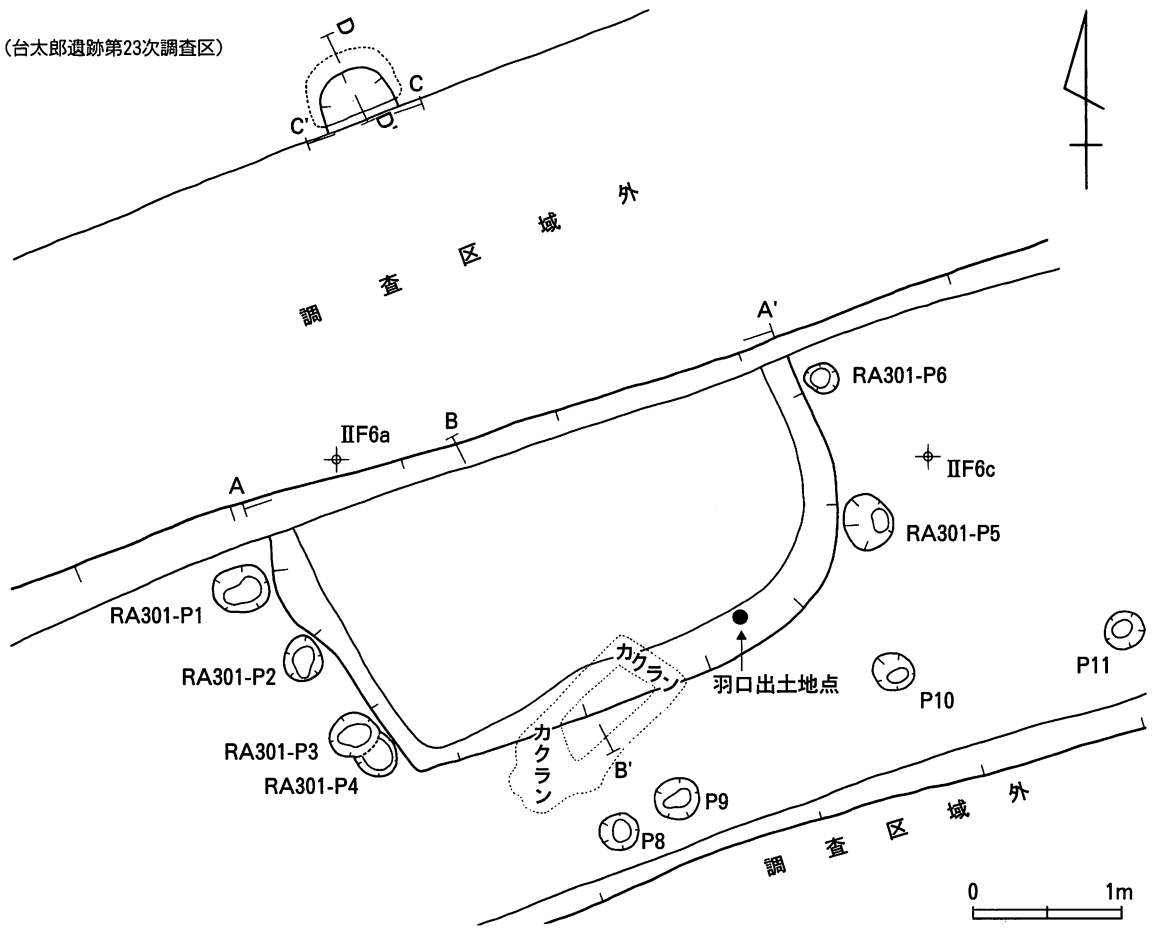 (台太郎遺跡第23次調査区)
D
C
C'
D'
調査区域外
A'
B
ⅡF6a
A
RA301-P6
ⅡF6c
RA301-P5
RA301-P1
RA301-P2
RA301-P3
RA301-P4
カクラン
カクラン
羽口出土地点
B'
P11
P10
P9
P8
調査区域外
0 1m